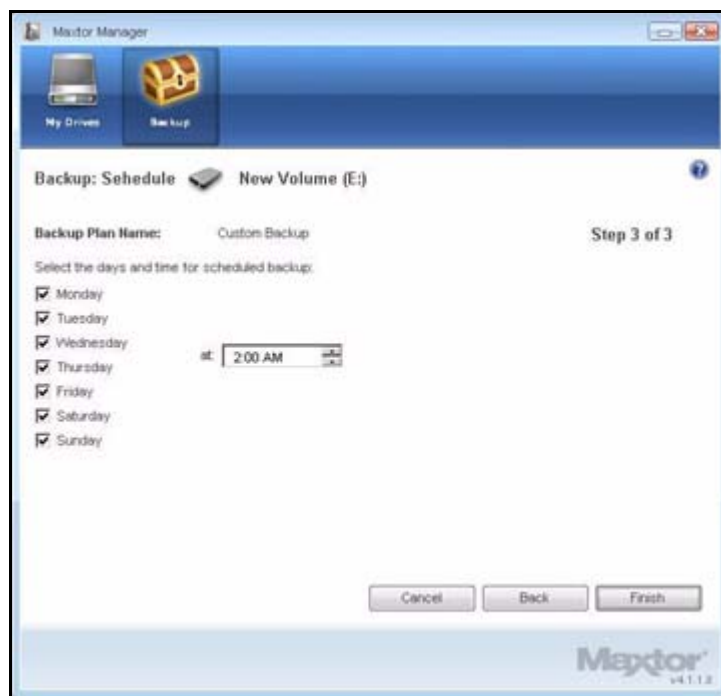 Maxtor Manager
My Drives
Backup
Backup: Schedule New Volume (E:)
Backup Plan Name: Custom Backup
Step 3 of 3
Select the days and time for scheduled backup:
Monday
Tuesday
Wednesday
at: 2:00 AM
Thursday
Friday
Saturday
Sunday
Cancel Back Finish
Maxtor